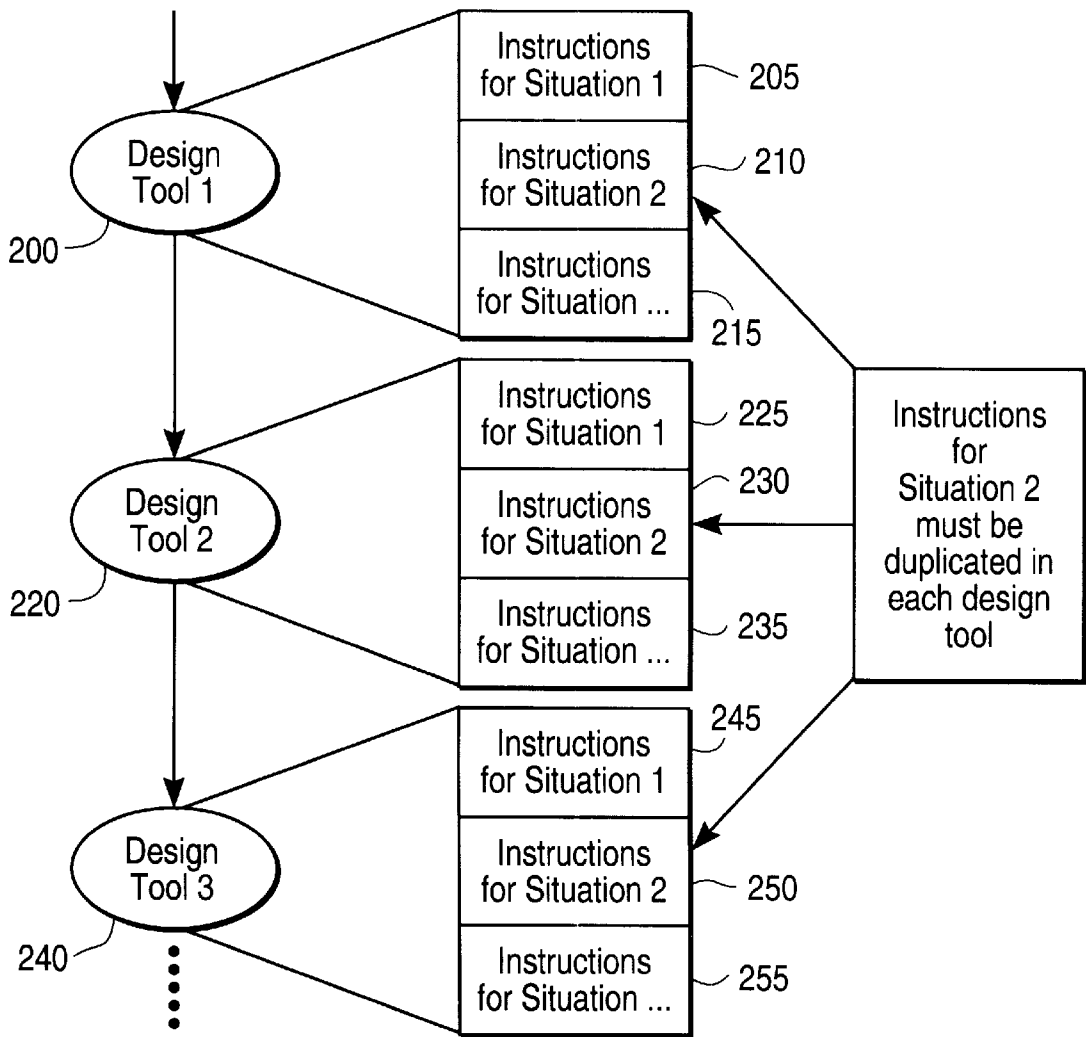 Instructions
for Situation 1
205
Design
Tool 1
200
Instructions
for Situation 2
210
Instructions
for Situation ...
215
Instructions
for Situation 1
225
Design
Tool 2
220
Instructions
for Situation 2
230
Instructions
for Situation ...
235
Instructions
for
Situation 2
must be
duplicated in
each design
tool
Instructions
for Situation 1
245
Design
Tool 3
240
Instructions
for Situation 2
250
Instructions
for Situation ...
255